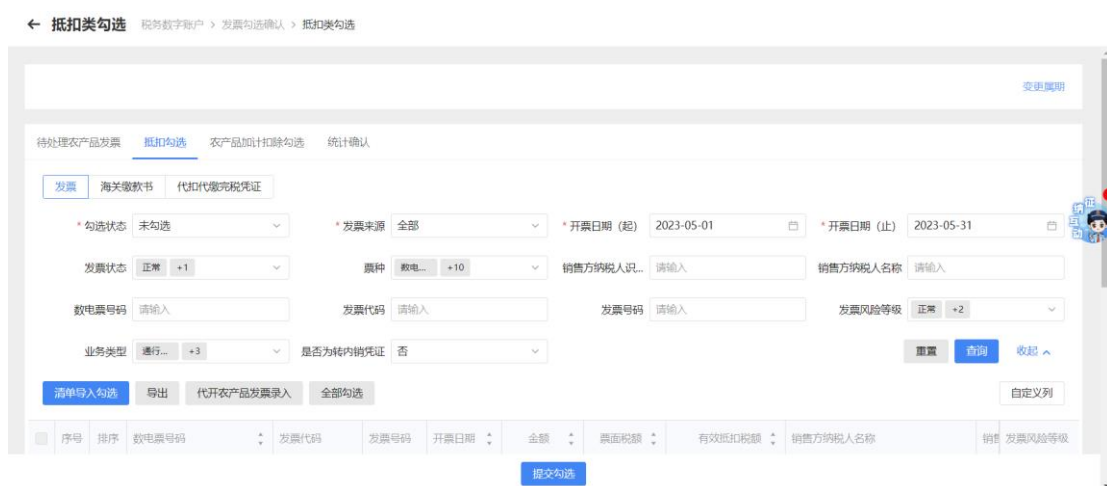 ← 抵扣类勾选 税务数字账户 > 发票勾选确认 > 抵扣类勾选
变更属期
待处理农产品发票 抵扣勾选 农产品加计扣除勾选 统计确认
发票 海关缴款书 代扣代缴完税凭证
* 勾选状态 未勾选 * 发票来源 全部 * 开票日期 (起) 2023-05-01 * 开票日期 (止) 2023-05-31
发票状态 正常 +1 票种 数电... +10 销售方纳税人识... 请输入 销售方纳税人名称 请输入
数电票号码 请输入 发票代码 请输入 发票号码 请输入 发票风险等级 正常 +2
业务类型 通行... +3 是否为转内销凭证 否 重置 查询 收起
清单导入勾选 导出 代开农产品发票录入 全部勾选 自定义列
序号 排序 数电票号码 发票代码 发票号码 开票日期 金额 票面税额 有效抵扣税额 销售方纳税人名称 销售 发票风险等级
提交勾选